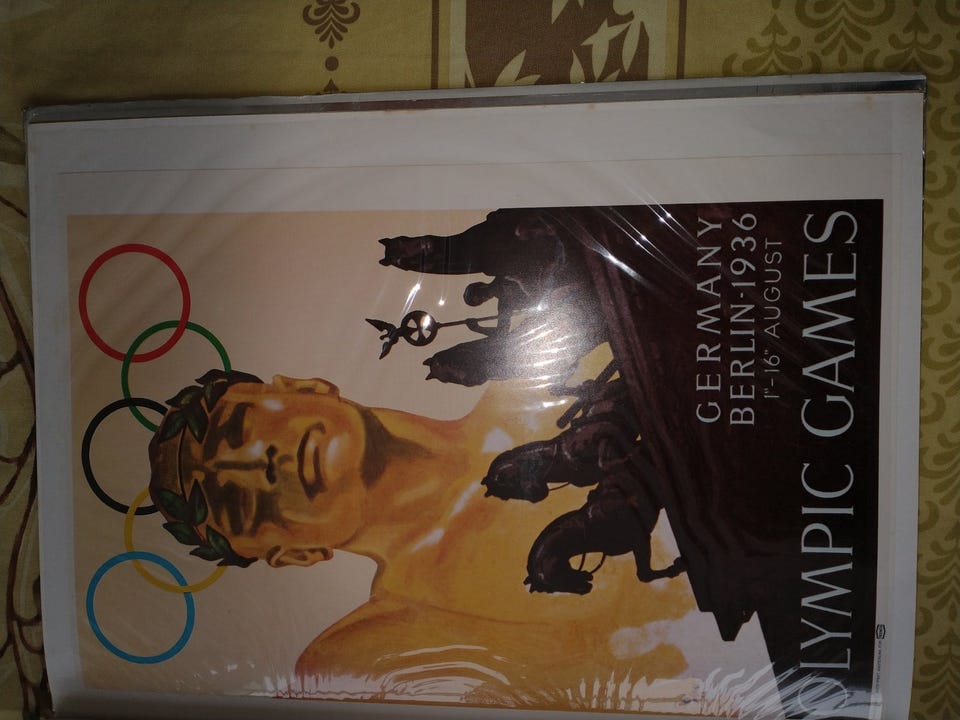 GERMANY
BERLIN·1936
1ˢᵗ-16ᵗʰ AUGUST
OLYMPIC GAMES